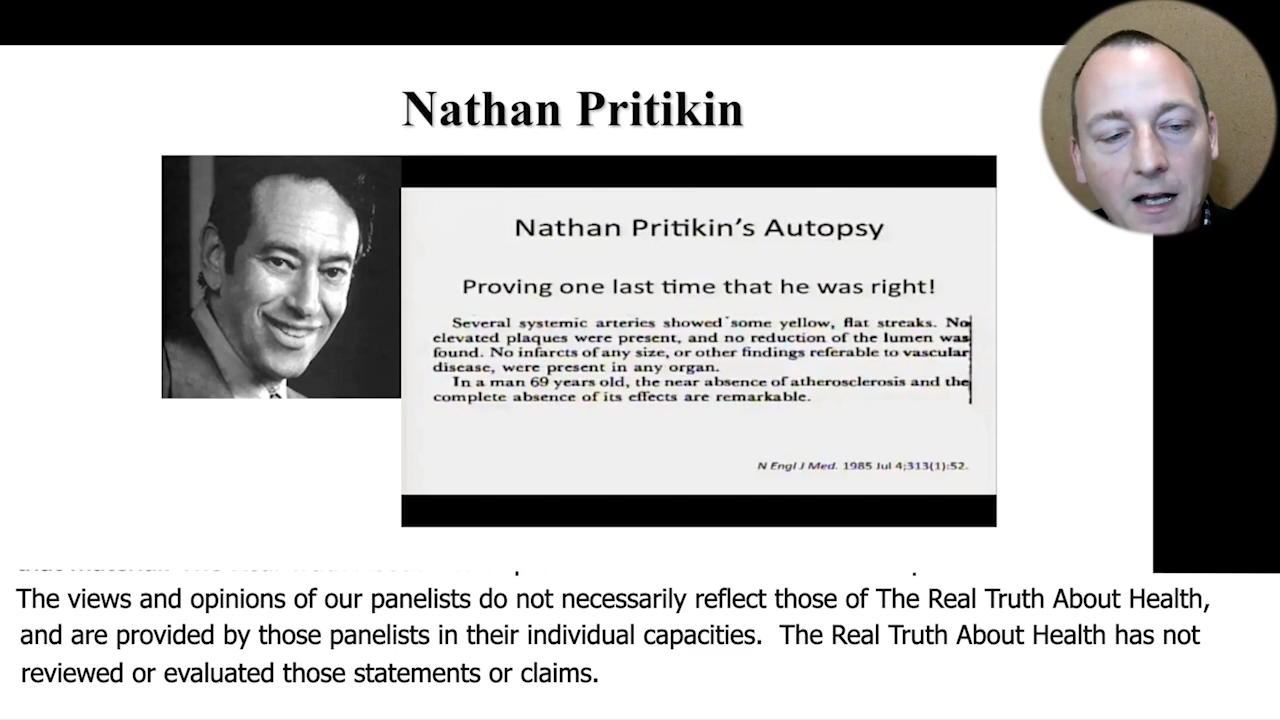 Nathan Pritikin
Nathan Pritikin's Autopsy
Proving one last time that he was right!
Several systemic arteries showed some yellow, flat streaks. No
elevated plaques were present, and no reduction of the lumen was
found. No infarcts of any size, or other findings referable to vascular
disease, were present in any organ.
In a man 69 years old, the near absence of atherosclerosis and the
complete absence of its effects are remarkable.
N Engl J Med. 1985 Jul 4;313(1):52.
The views and opinions of our panelists do not necessarily reflect those of The Real Truth About Health,
and are provided by those panelists in their individual capacities. The Real Truth About Health has not
reviewed or evaluated those statements or claims.